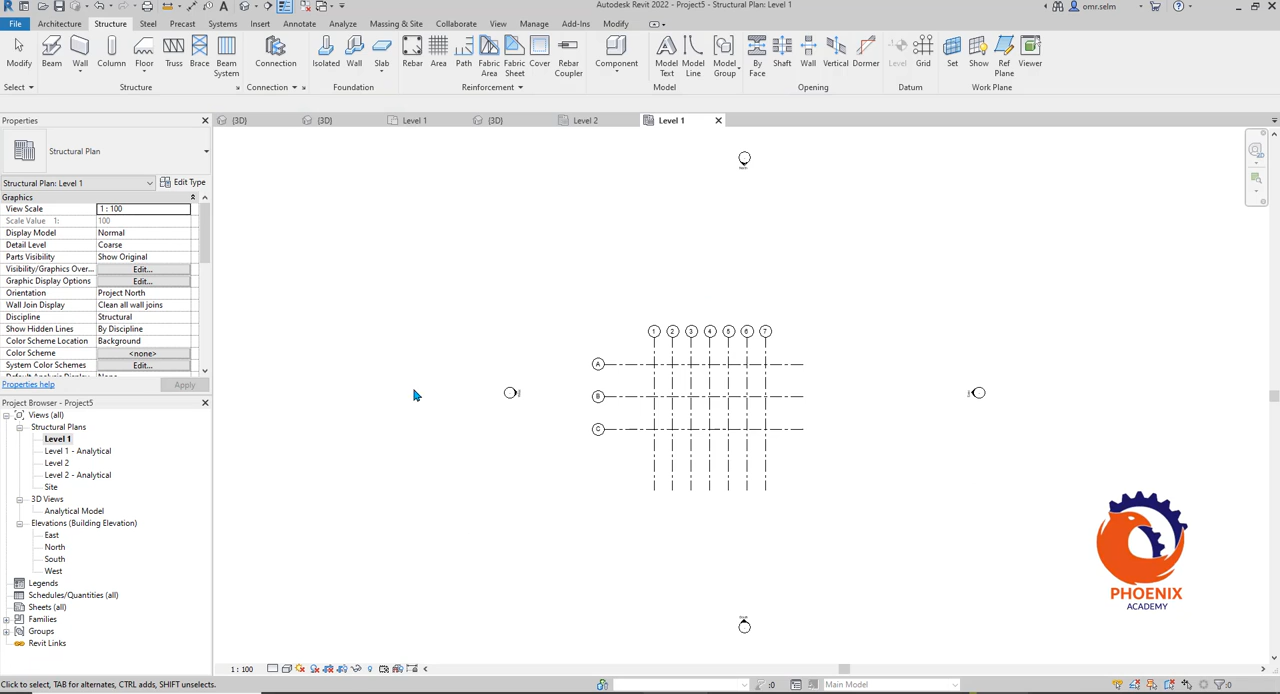 Autodesk Revit 2022 - Project5 - Structural Plan: Level 1
omr.selm
File Architecture Structure Steel Precast Systems Insert Annotate Analyze Massing & Site Collaborate View Manage Add-Ins Modify
Modify Beam Wall Column Floor Truss Brace Beam System Connection Isolated Wall Slab Rebar Area Path Fabric Area Fabric Sheet Cover Rebar Coupler Component Model Text Model Line Model Group By Face Shaft Wall Vertical Dormer Level Grid Set Show Ref Plane Viewer
Select Structure Connection Foundation Reinforcement Model Opening Datum Work Plane
Properties
{3D} {3D} Level 1 {3D} Level 2 Level 1
Structural Plan
Structural Plan: Level 1 Edit Type
Graphics
View Scale 1 : 100
Scale Value 1: 100
Display Model Normal
Detail Level Coarse
Parts Visibility Show Original
Visibility/Graphics Over... Edit...
Graphic Display Options Edit...
Orientation Project North
Wall Join Display Clean all wall joins
Discipline Structural
Show Hidden Lines By Discipline
Color Scheme Location Background
Color Scheme <none>
System Color Schemes Edit...
Properties help Apply
Project Browser - Project5
Views (all)
Structural Plans
Level 1
Level 1 - Analytical
Level 2
Level 2 - Analytical
Site
3D Views
Analytical Model
Elevations (Building Elevation)
East
North
South
West
Legends
Schedules/Quantities (all)
Sheets (all)
Families
Groups
Revit Links
1 2 3 4 5 6 7
A
B
C
PHOENIX
ACADEMY
1 : 100
Click to select, TAB for alternates, CTRL adds, SHIFT unselects.
:0 Main Model :0